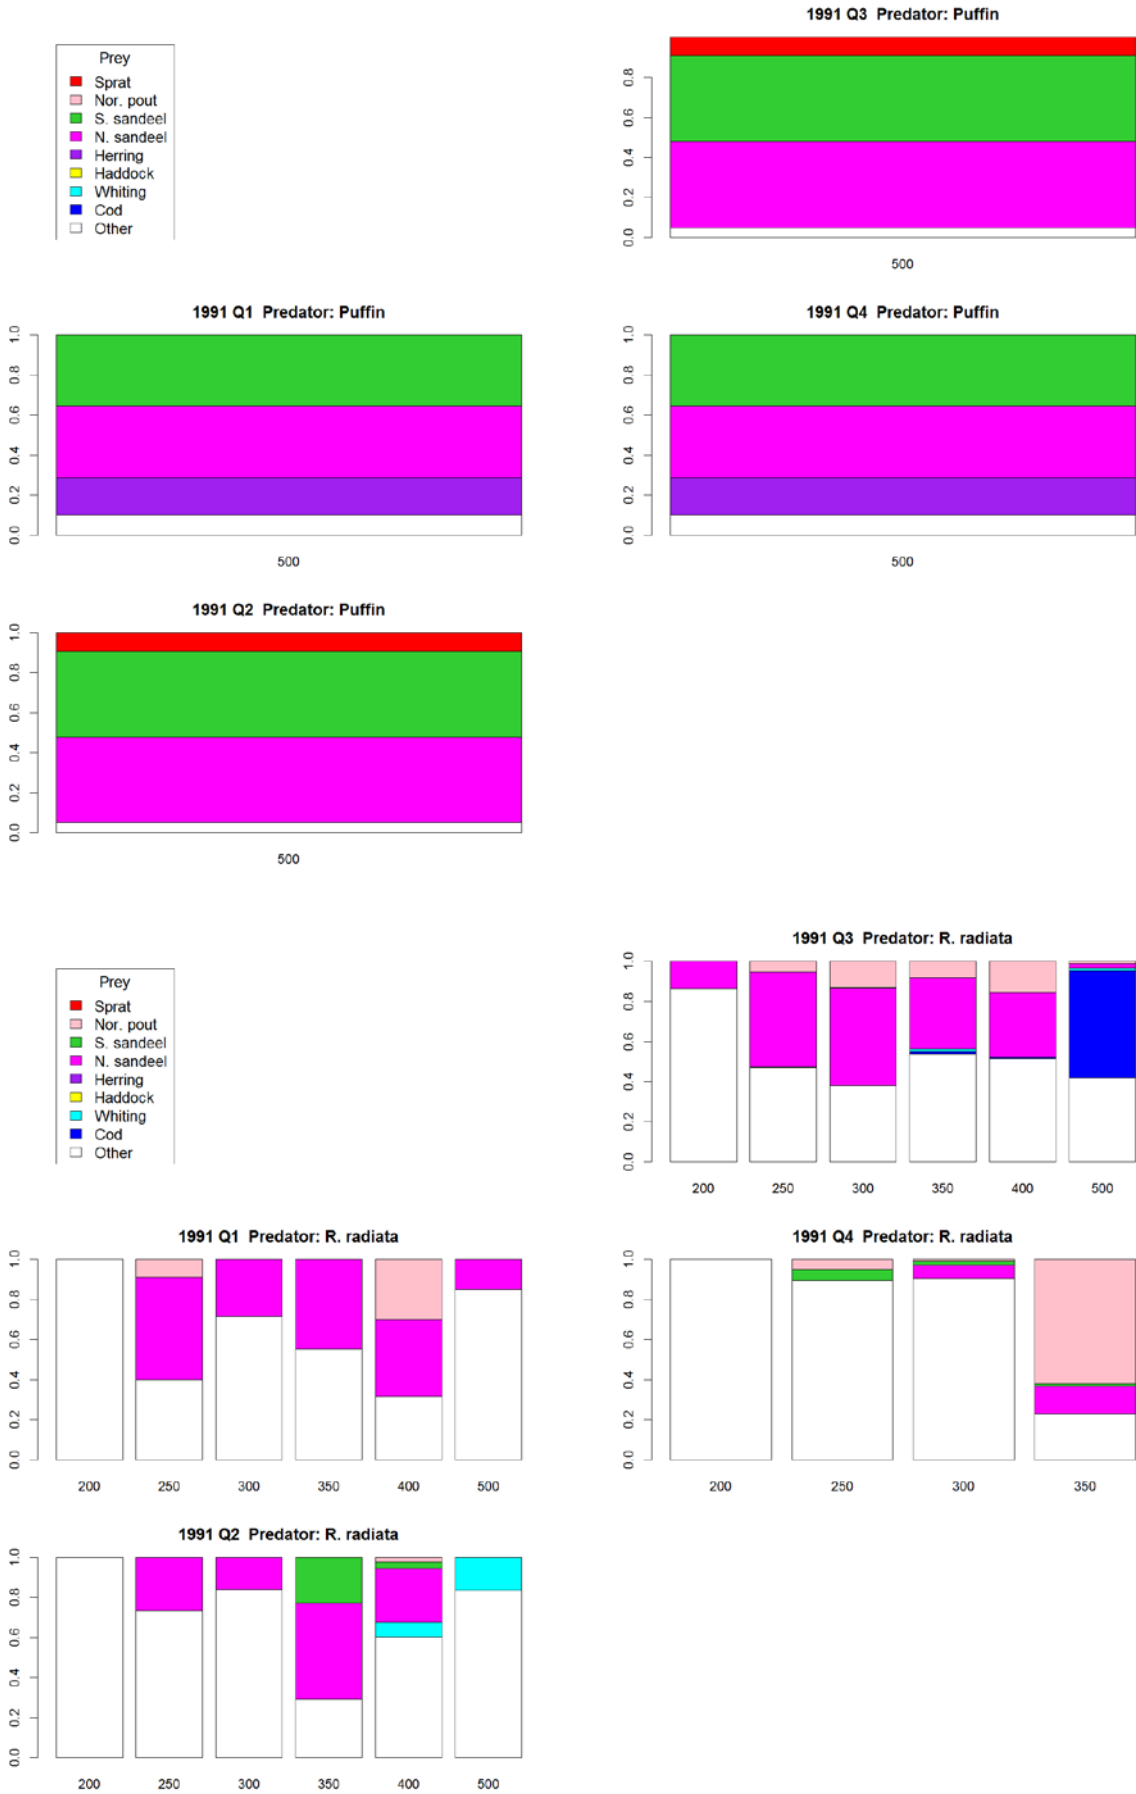 1991 Q3 Predator: Puffin
Prey
Sprat
Nor. pout
S. sandeel
N. sandeel
Herring
Haddock
Whiting
Cod
Other
0.0 0.2 0.4 0.6 0.8
500
1991 Q1 Predator: Puffin
0.0 0.2 0.4 0.6 0.8 1.0
500
1991 Q4 Predator: Puffin
0.0 0.2 0.4 0.6 0.8 1.0
500
1991 Q2 Predator: Puffin
0.0 0.2 0.4 0.6 0.8 1.0
500
1991 Q3 Predator: R. radiata
Prey
Sprat
Nor. pout
S. sandeel
N. sandeel
Herring
Haddock
Whiting
Cod
Other
0.0 0.2 0.4 0.6 0.8 1.0
200 250 300 350 400 500
1991 Q1 Predator: R. radiata
0.0 0.2 0.4 0.6 0.8 1.0
200 250 300 350 400 500
1991 Q4 Predator: R. radiata
0.0 0.2 0.4 0.6 0.8 1.0
200 250 300 350
1991 Q2 Predator: R. radiata
0.0 0.2 0.4 0.6 0.8 1.0
200 250 300 350 400 500